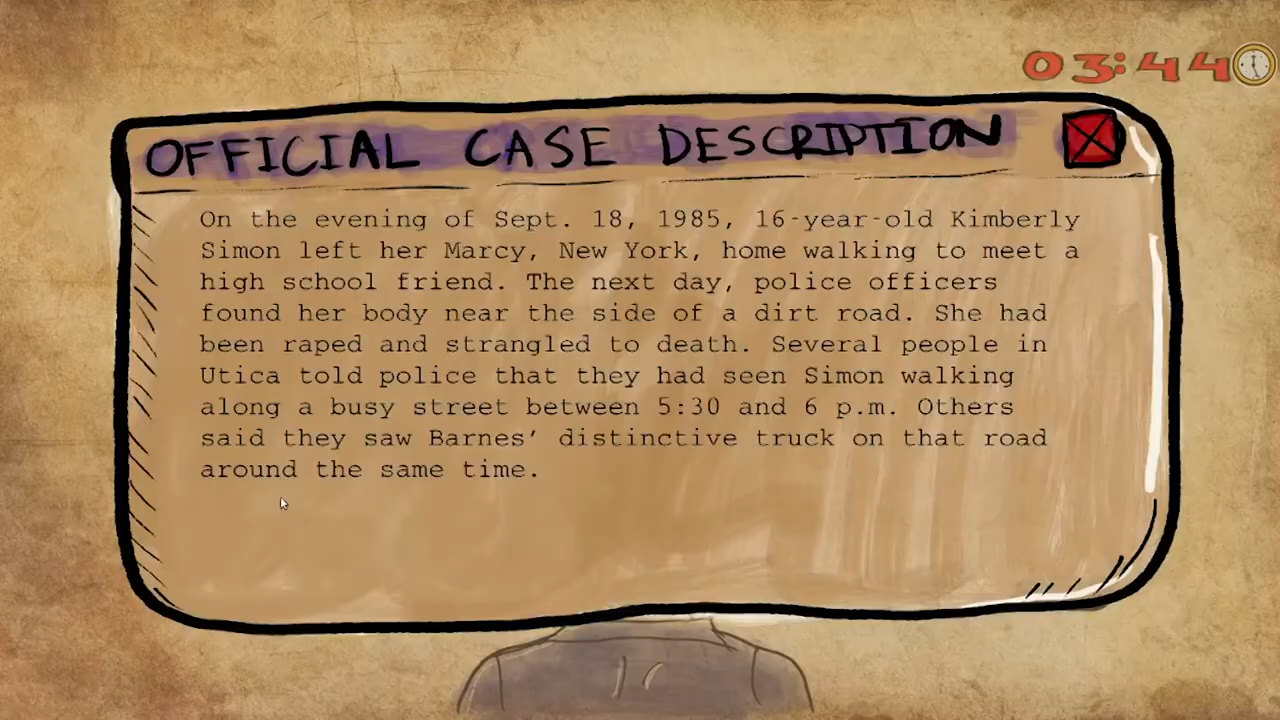 03:44
OFFICIAL CASE DESCRIPTION
On the evening of Sept. 18, 1985, 16-year-old Kimberly
Simon left her Marcy, New York, home walking to meet a
high school friend. The next day, police officers
found her body near the side of a dirt road. She had
been raped and strangled to death. Several people in
Utica told police that they had seen Simon walking
along a busy street between 5:30 and 6 p.m. Others
said they saw Barnes’ distinctive truck on that road
around the same time.